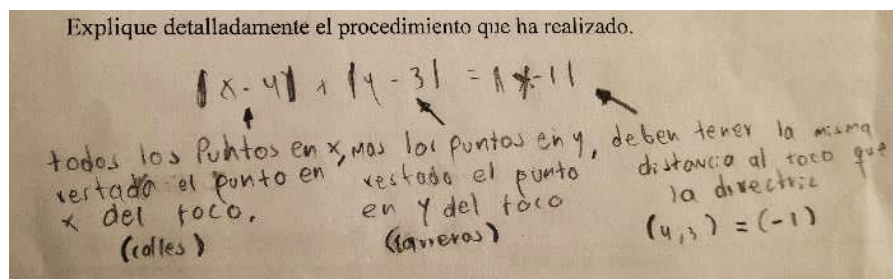 Explique detalladamente el procedimiento que ha realizado.
|x - 4| + |y - 3| = |y - 1|
todos los Puntos en x, mas los puntos en y, deben tener la misma
restado el punto en restado el punto distancia al foco que
x del foco. en y del foco la directriz
(calles) (carreras) (4,3) = (-1)